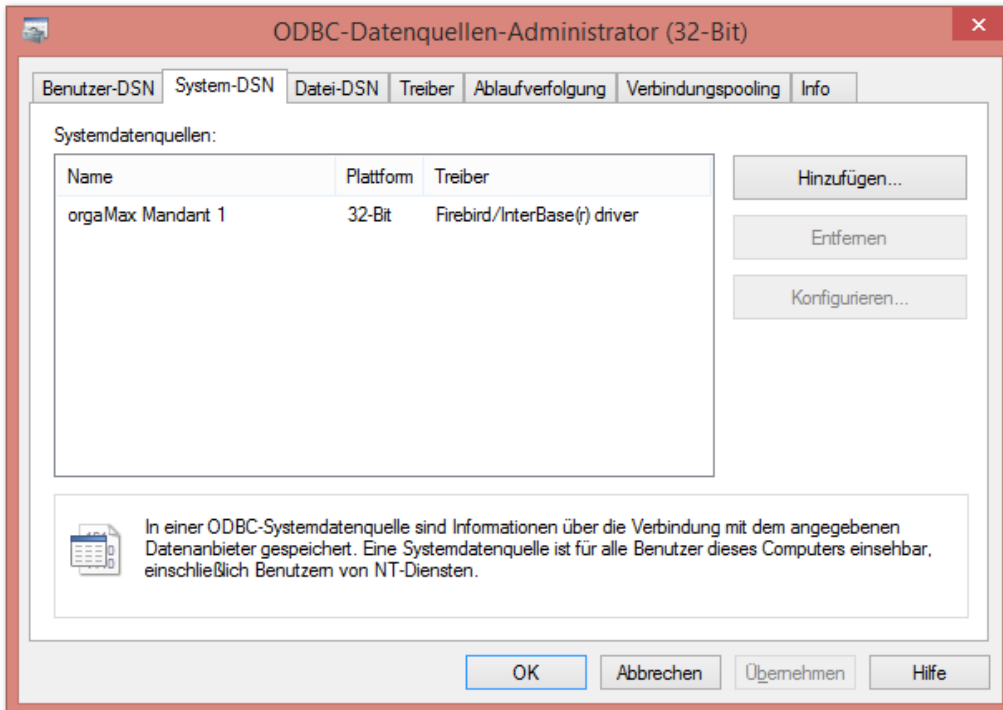 ODBC-Datenquellen-Administrator (32-Bit)
Benutzer-DSN System-DSN Datei-DSN Treiber Ablaufverfolgung Verbindungspooling Info
Systemdatenquellen:
Name Plattform Treiber
orgaMax Mandant 1 32-Bit Firebird/InterBase(r) driver
Hinzufügen...
Entfernen
Konfigurieren...
In einer ODBC-Systemdatenquelle sind Informationen über die Verbindung mit dem angegebenen
Datenanbieter gespeichert. Eine Systemdatenquelle ist für alle Benutzer dieses Computers einsehbar,
einschließlich Benutzern von NT-Diensten.
OK Abbrechen Übernehmen Hilfe